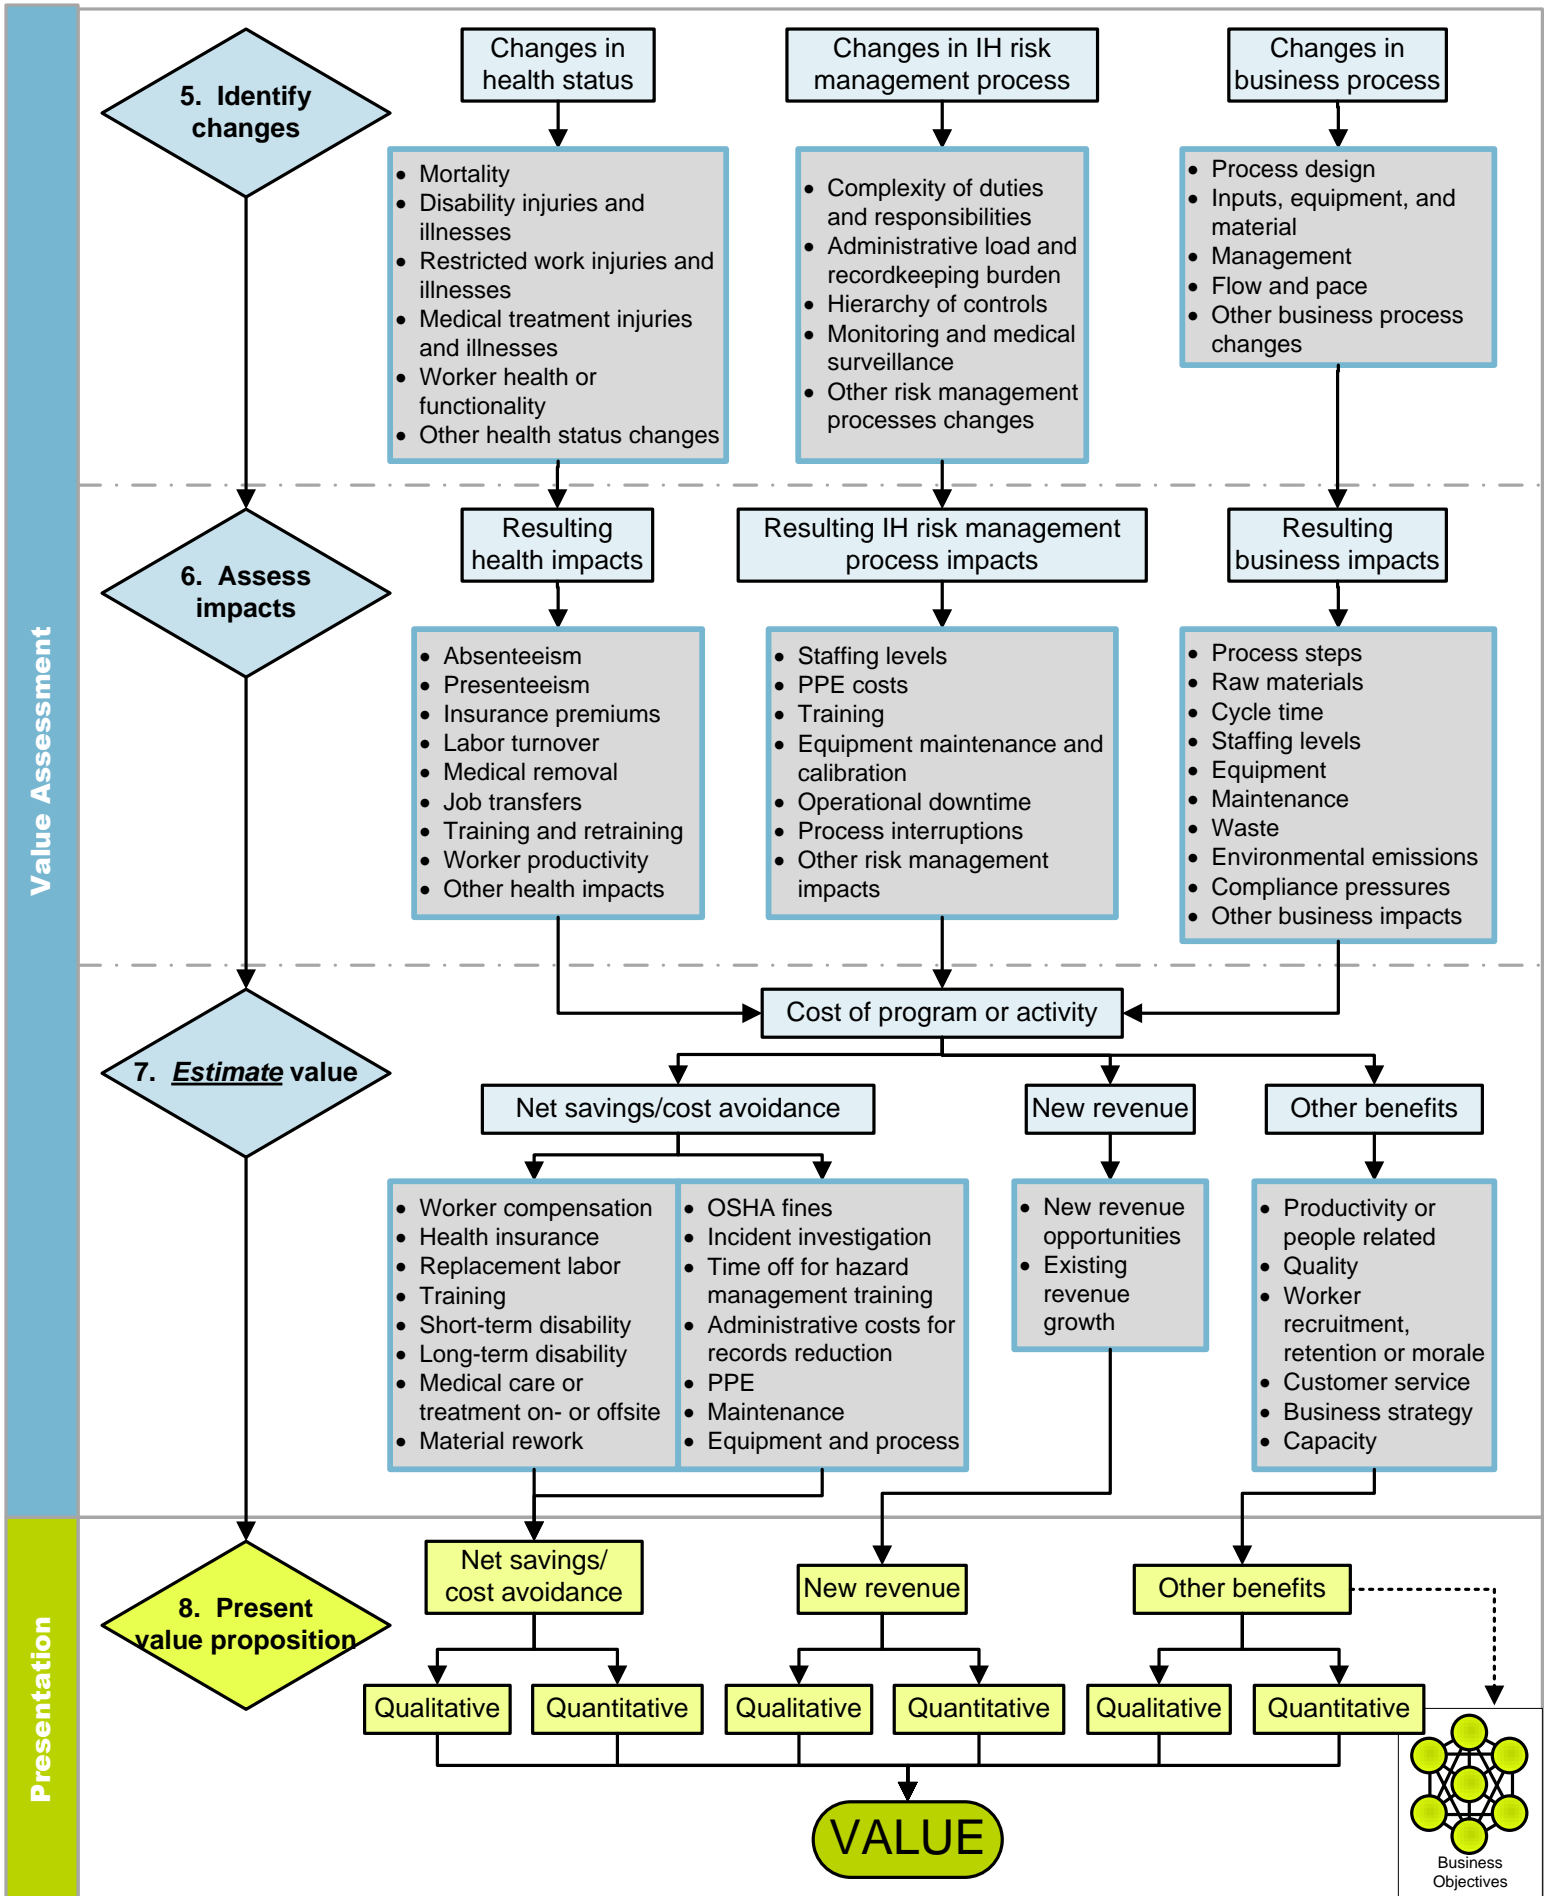 Value Assessment
5. Identify
changes
Changes in
health status
Changes in IH risk
management process
Changes in
business process
• Mortality
• Disability injuries and
illnesses
• Restricted work injuries and
illnesses
• Medical treatment injuries
and illnesses
• Worker health or
functionality
• Other health status changes
• Complexity of duties
and responsibilities
• Administrative load and
recordkeeping burden
• Hierarchy of controls
• Monitoring and medical
surveillance
• Other risk management
processes changes
• Process design
• Inputs, equipment, and
material
• Management
• Flow and pace
• Other business process
changes
6. Assess
impacts
Resulting
health impacts
Resulting IH risk management
process impacts
Resulting
business impacts
• Absenteeism
• Presenteeism
• Insurance premiums
• Labor turnover
• Medical removal
• Job transfers
• Training and retraining
• Worker productivity
• Other health impacts
• Staffing levels
• PPE costs
• Training
• Equipment maintenance and
calibration
• Operational downtime
• Process interruptions
• Other risk management
impacts
• Process steps
• Raw materials
• Cycle time
• Staffing levels
• Equipment
• Maintenance
• Waste
• Environmental emissions
• Compliance pressures
• Other business impacts
7. Estimate value
Cost of program or activity
Net savings/cost avoidance
New revenue
Other benefits
• Worker compensation
• Health insurance
• Replacement labor
• Training
• Short-term disability
• Long-term disability
• Medical care or
treatment on- or offsite
• Material rework
• OSHA fines
• Incident investigation
• Time off for hazard
management training
• Administrative costs for
records reduction
• PPE
• Maintenance
• Equipment and process
• New revenue
opportunities
• Existing
revenue
growth
• Productivity or
people related
• Quality
• Worker
recruitment,
retention or morale
• Customer service
• Business strategy
• Capacity
Presentation
8. Present
value proposition
Net savings/
cost avoidance
New revenue
Other benefits
Qualitative
Quantitative
Qualitative
Quantitative
Qualitative
Quantitative
VALUE
Business
Objectives